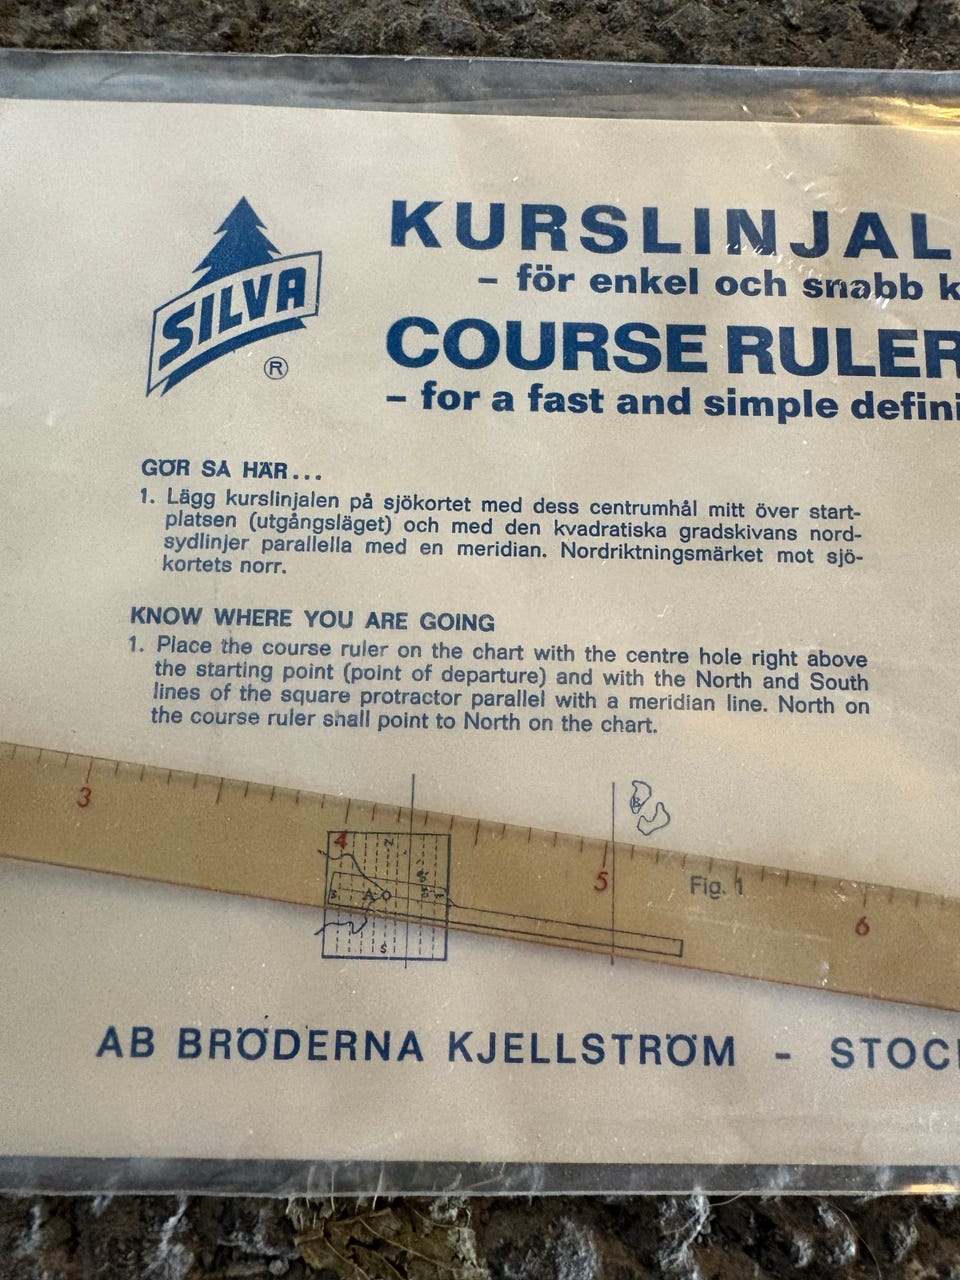 SILVA
®
KURSLINJAL
– för enkel och snabb k
COURSE RULER
– for a fast and simple defini
GÖR SA HÄR...
1. Lägg kurslinjalen på sjökortet med dess centrumhål mitt över start-
platsen (utgångsläget) och med den kvadratiska gradskivans nord-
sydlinjer parallella med en meridian. Nordriktningsmärket mot sjö-
kortets norr.
KNOW WHERE YOU ARE GOING
1. Place the course ruler on the chart with the centre hole right above
the starting point (point of departure) and with the North and South
lines of the square protractor parallel with a meridian line. North on
the course ruler shall point to North on the chart.
3
4
5
6
B
N
A
S
Fig. 1
AB BRÖDERNA KJELLSTRÖM - STOC